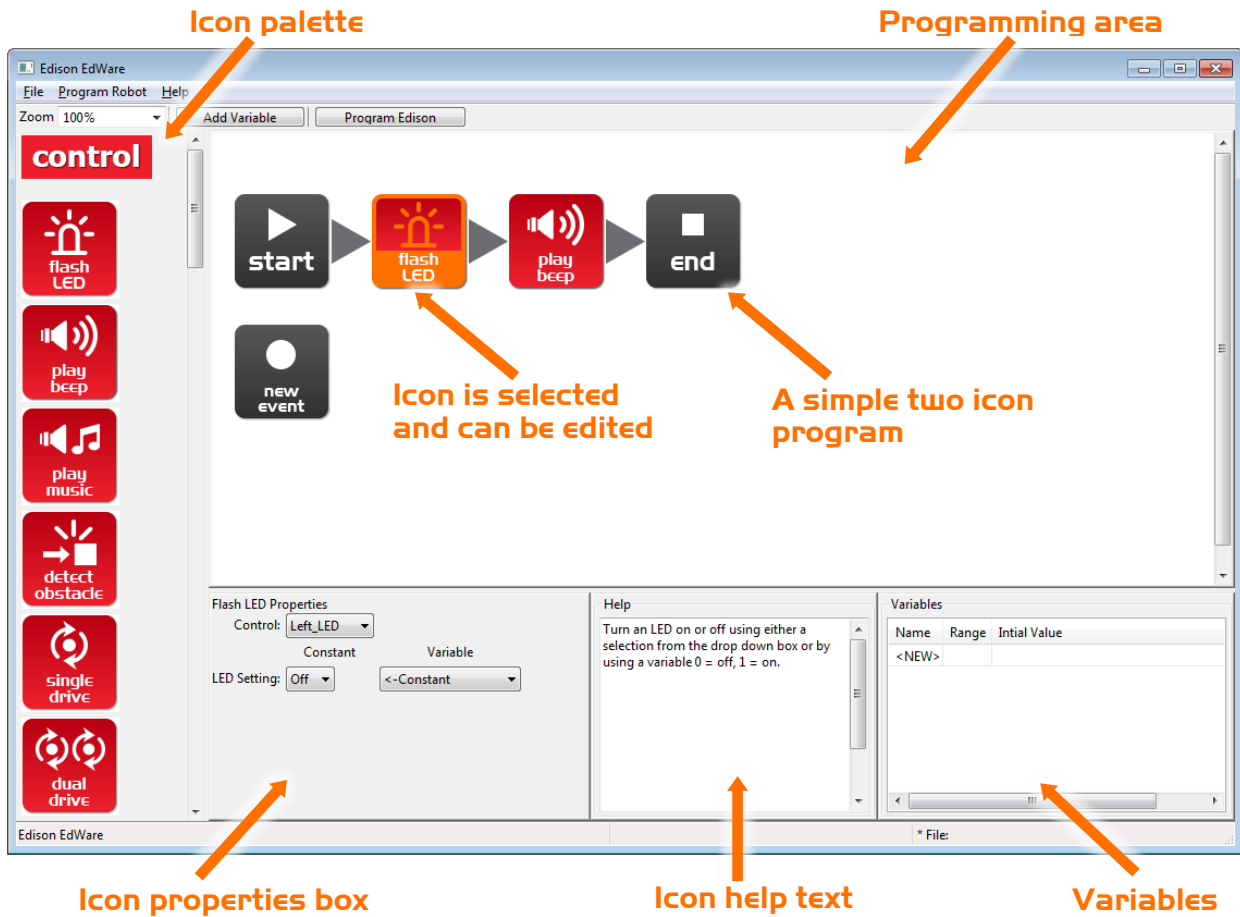 Icon palette
Programming area
Edison EdWare
File Program Robot Help
Zoom 100% Add Variable Program Edison
control
flash
LED
play
beep
play
music
detect
obstacle
single
drive
dual
drive
start
flash
LED
play
beep
end
new
event
Icon is selected
and can be edited
A simple two icon
program
Flash LED Properties
Control: Left_LED
Constant Variable
LED Setting: Off <-Constant
Help
Turn an LED on or off using either a
selection from the drop down box or by
using a variable 0 = off, 1 = on.
Variables
Name Range Intial Value
<NEW>
Edison EdWare * File:
Icon properties box
Icon help text
Variables